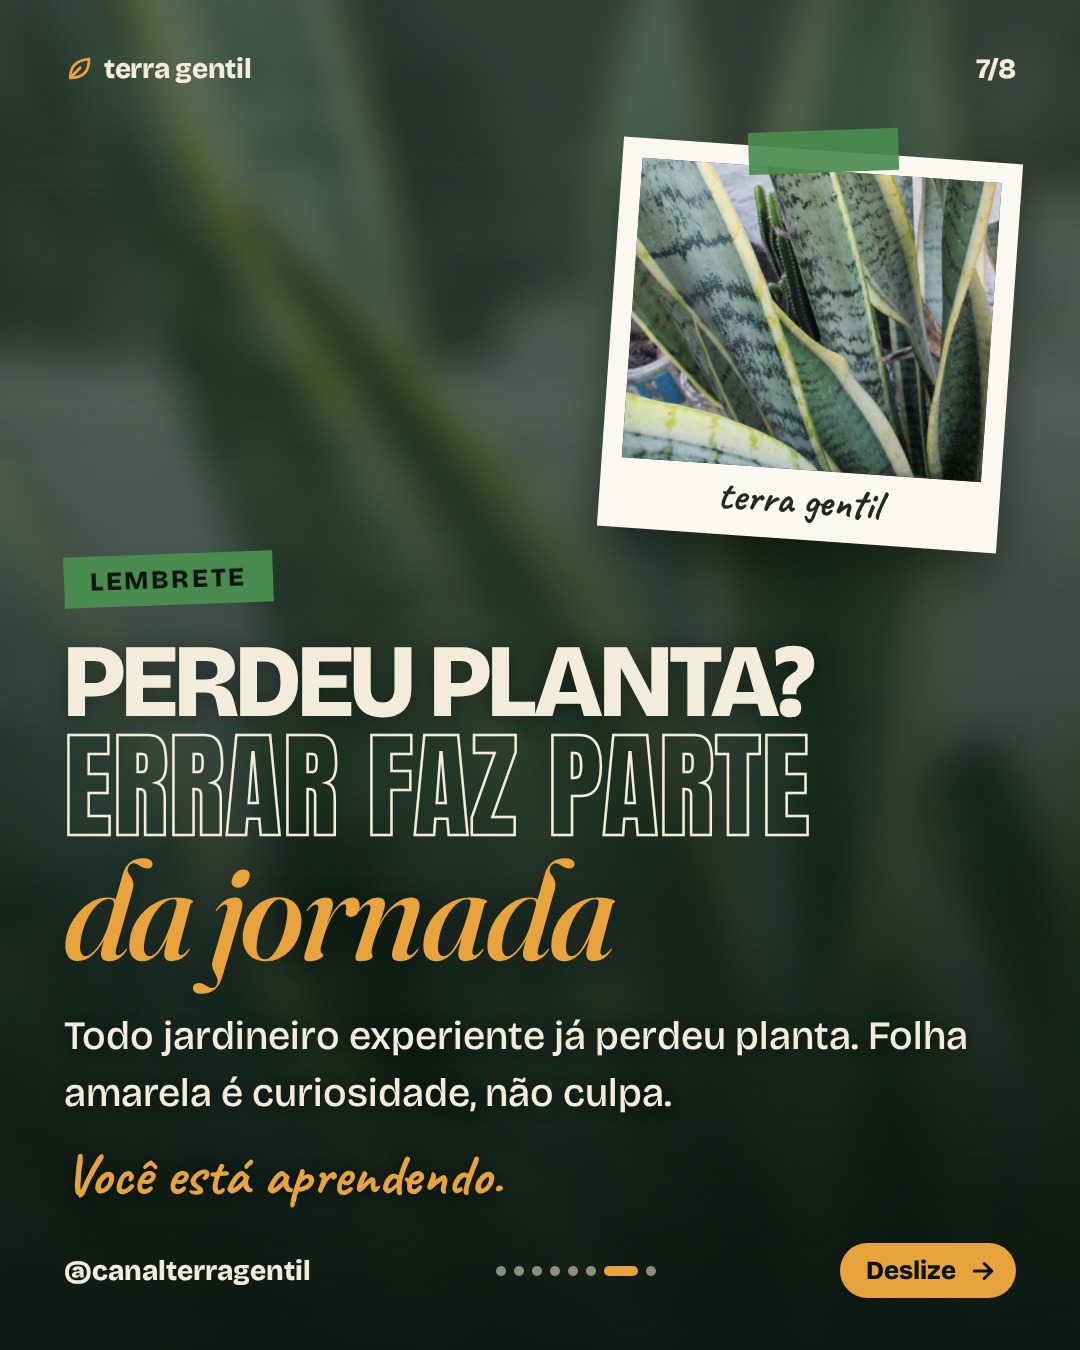 terra gentil
7/8
terra gentil
LEMBRETE
PERDEU PLANTA?
ERRAR FAZ PARTE
da jornada
Todo jardineiro experiente já perdeu planta. Folha
amarela é curiosidade, não culpa.
Você está aprendendo.
@canalterragentil
Deslize →